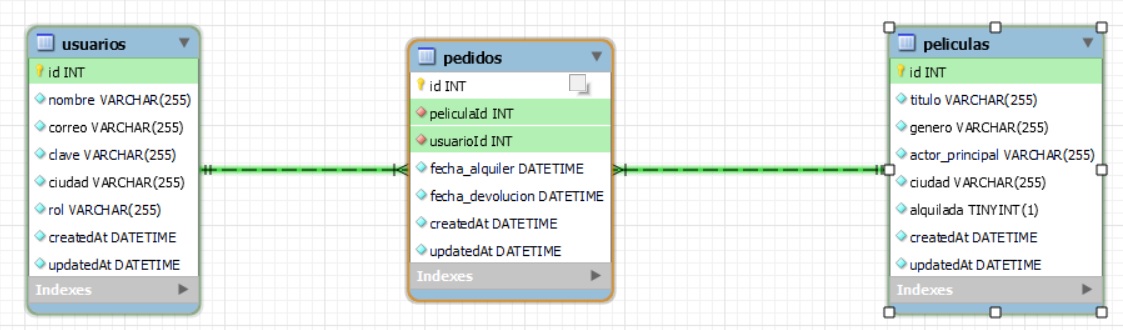 usuarios
id INT
nombre VARCHAR(255)
correo VARCHAR(255)
clave VARCHAR(255)
ciudad VARCHAR(255)
rol VARCHAR(255)
createdAt DATETIME
updatedAt DATETIME
Indexes
pedidos
id INT
peliculaId INT
usuarioId INT
fecha_alquiler DATETIME
fecha_devolucion DATETIME
createdAt DATETIME
updatedAt DATETIME
Indexes
peliculas
id INT
titulo VARCHAR(255)
genero VARCHAR(255)
actor_principal VARCHAR(255)
ciudad VARCHAR(255)
alquilada TINYINT(1)
createdAt DATETIME
updatedAt DATETIME
Indexes